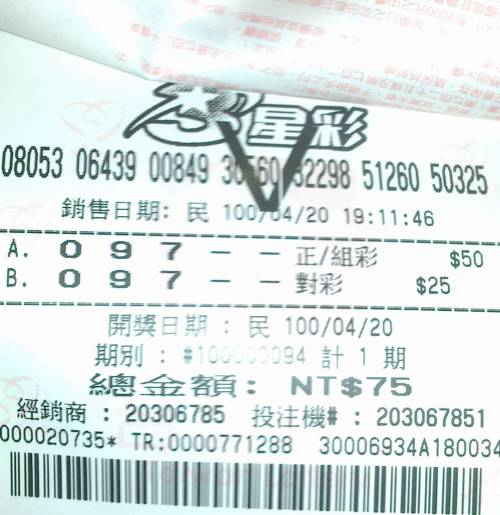 星彩
08053 06439 00849 30660 32298 51260 50325
銷售日期: 民 100/04/20 19:11:46
A. 0 9 7 – – 正/組彩 $50
B. 0 9 7 – – 對彩 $25
開獎日期 : 民 100/04/20
期別 : #100000094 計 1 期
總金額: NT$75
經銷商 : 20306785 投注機# : 203067851
000020735* TR:0000771288 30006934A180034